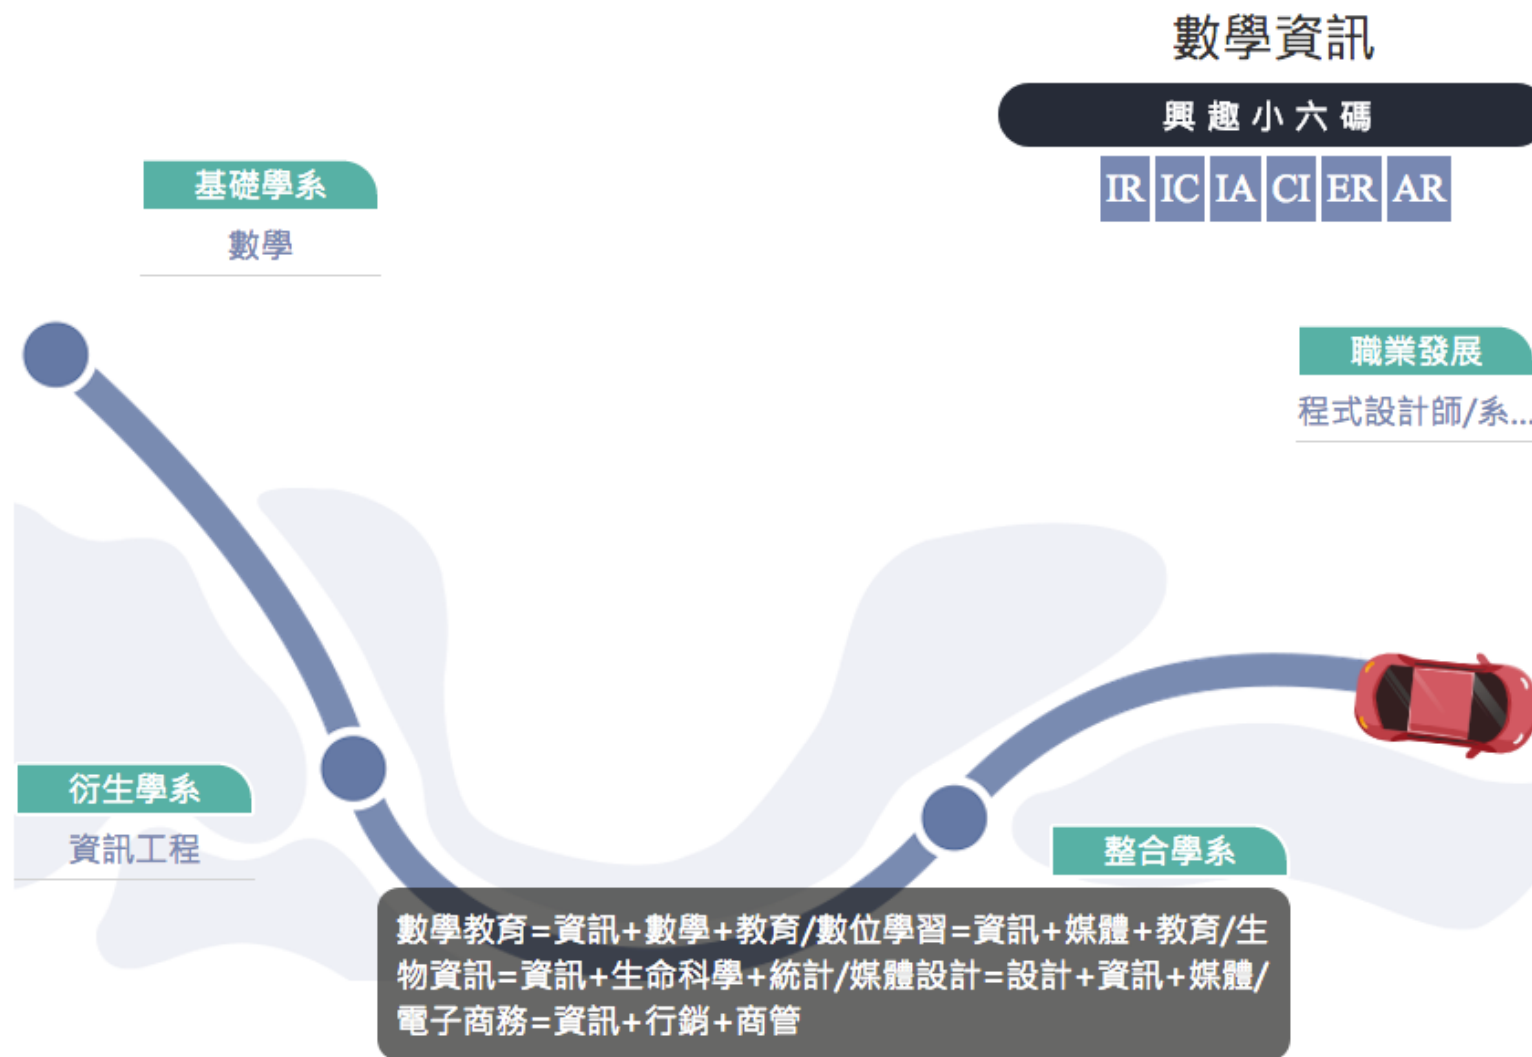 數學資訊
興趣小六碼
IR IC IA CI ER AR
基礎學系
數學
職業發展
程式設計師/系...
衍生學系
資訊工程
整合學系
數學教育=資訊+數學+教育/數位學習=資訊+媒體+教育/生
物資訊=資訊+生命科學+統計/媒體設計=設計+資訊+媒體/
電子商務=資訊+行銷+商管